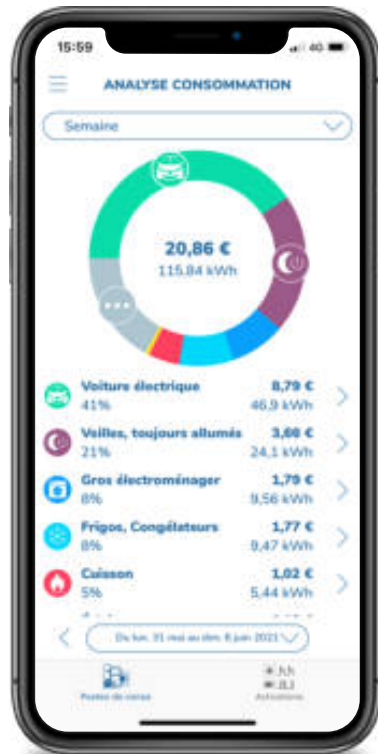 15:59
4G
ANALYSE CONSOMMATION
Semaine
20,86 €
115.84 kWh
Voiture électrique 8,79 €
41% 46,9 kWh
Veilles, toujours allumés 3,66 €
21% 24,1 kWh
Gros électroménager 1,79 €
8% 9,56 kWh
Frigos, Congélateurs 1,77 €
8% 9,47 kWh
Cuisson 1,02 €
5% 5,44 kWh
Du lun. 31 mai au dim. 6 juin 2021
Postes de conso